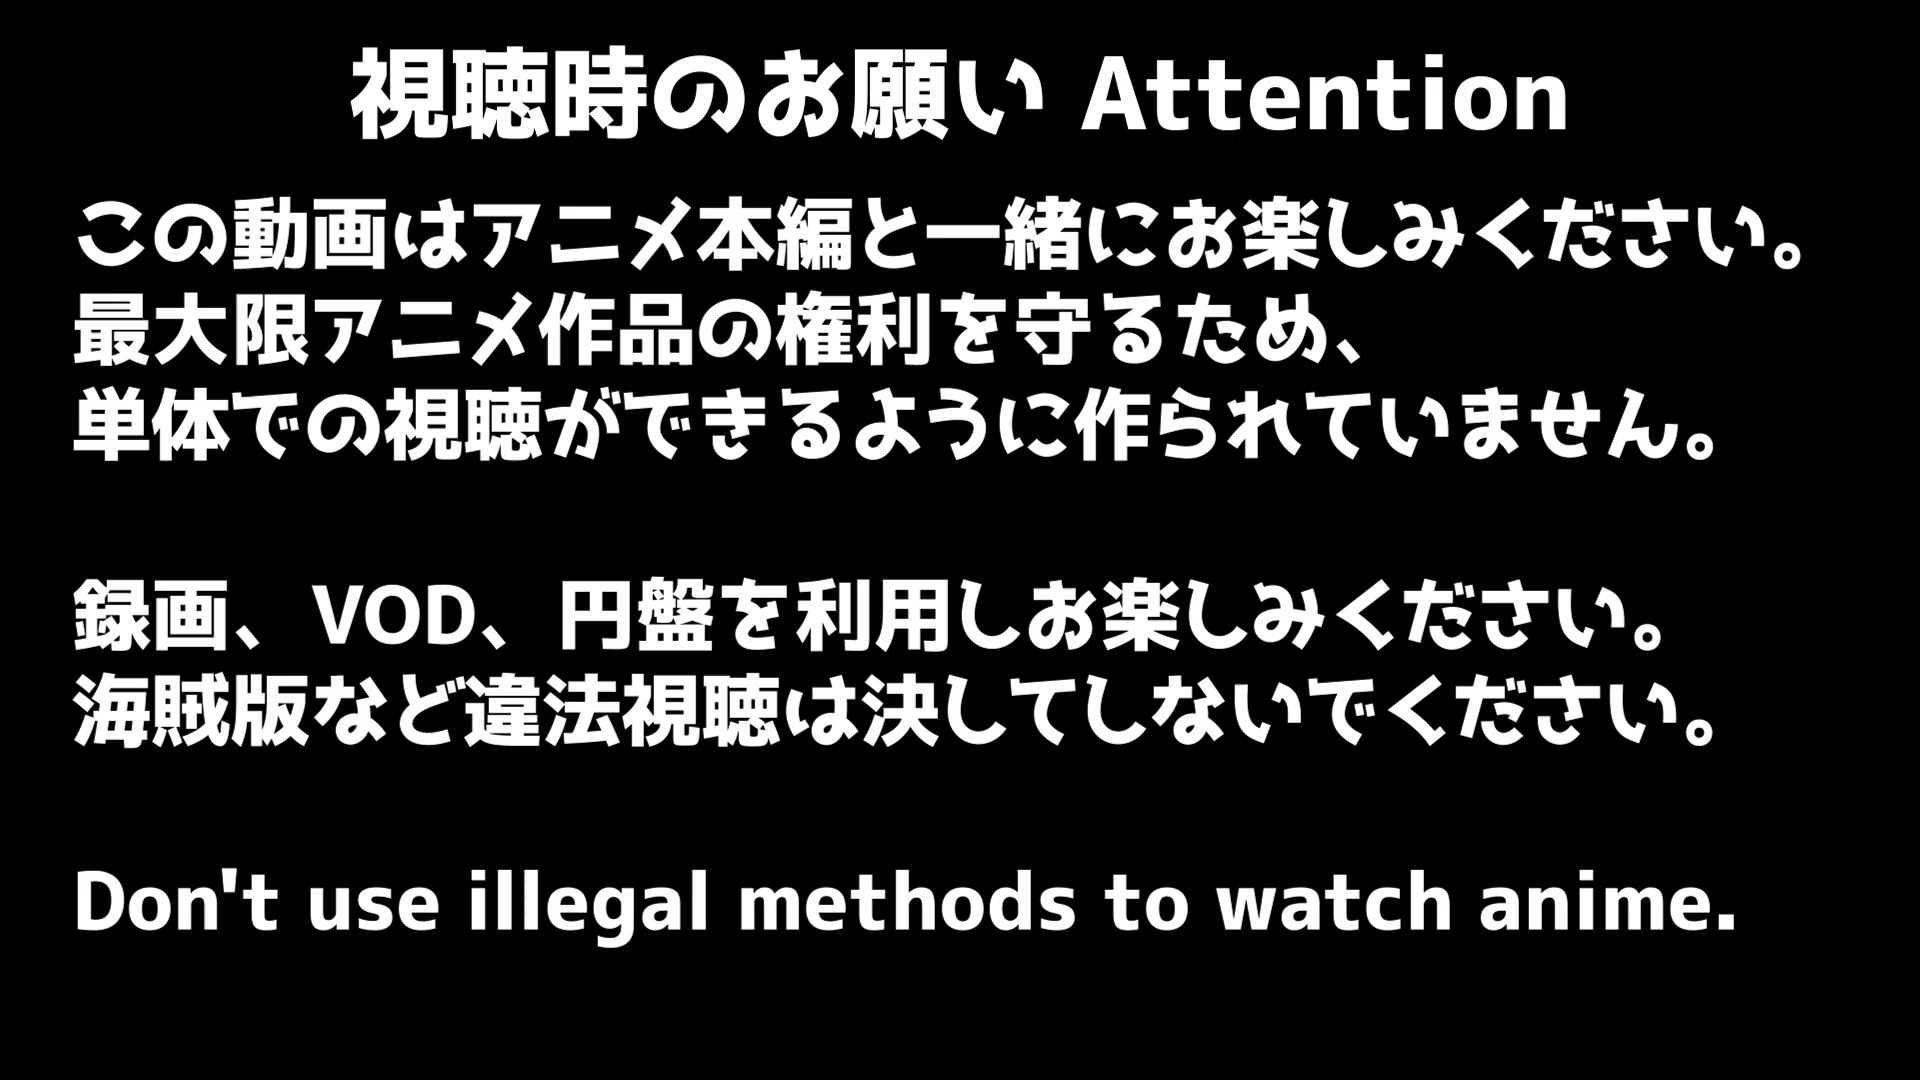 視聴時のお願い Attention
この動画はアニメ本編と一緒にお楽しみください。
最大限アニメ作品の権利を守るため、
単体での視聴ができるように作られていません。
録画、VOD、円盤を利用しお楽しみください。
海賊版など違法視聴は決してしないでください。
Don't use illegal methods to watch anime.